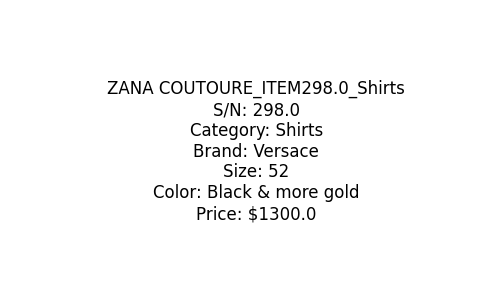 ZANA COUTOURE_ITEM298.0_Shirts
S/N: 298.0
Category: Shirts
Brand: Versace
Size: 52
Color: Black & more gold
Price: $1300.0